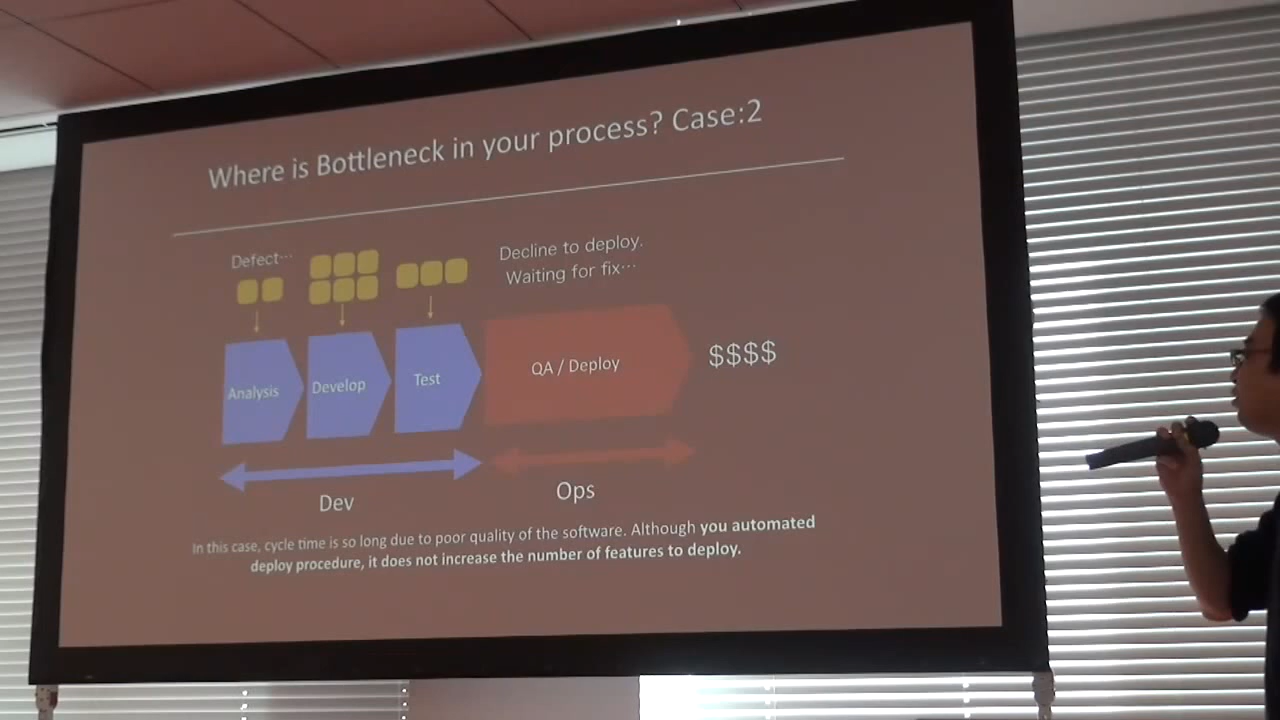 Where is Bottleneck in your process? Case:2
Defect…
Decline to deploy.
Waiting for fix…
Analysis
Develop
Test
QA / Deploy
$$$$
Dev
Ops
In this case, cycle time is so long due to poor quality of the software. Although you automated
deploy procedure, it does not increase the number of features to deploy.